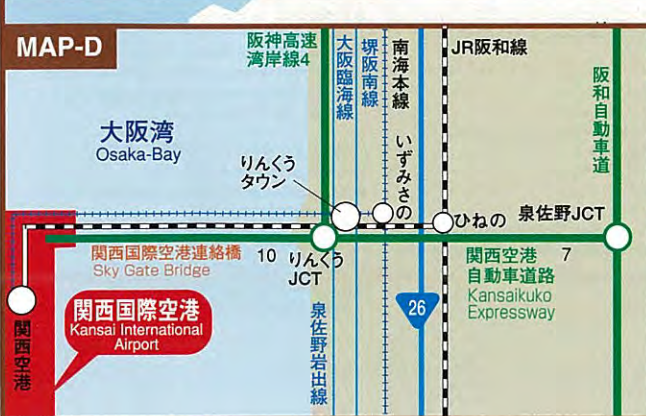 MAP-D
阪神高速
湾岸線4
大阪臨海線
堺阪南線
南海本線
JR阪和線
阪和自動車道
大阪湾
Osaka-Bay
りんくう
タウン
いずみさの
ひねの
泉佐野JCT
関西国際空港連絡橋
Sky Gate Bridge
10
りんくう
JCT
関西空港
自動車道路
Kansaikuko
Expressway
7
関西空港
関西国際空港
Kansai International
Airport
泉佐野岩出線
26